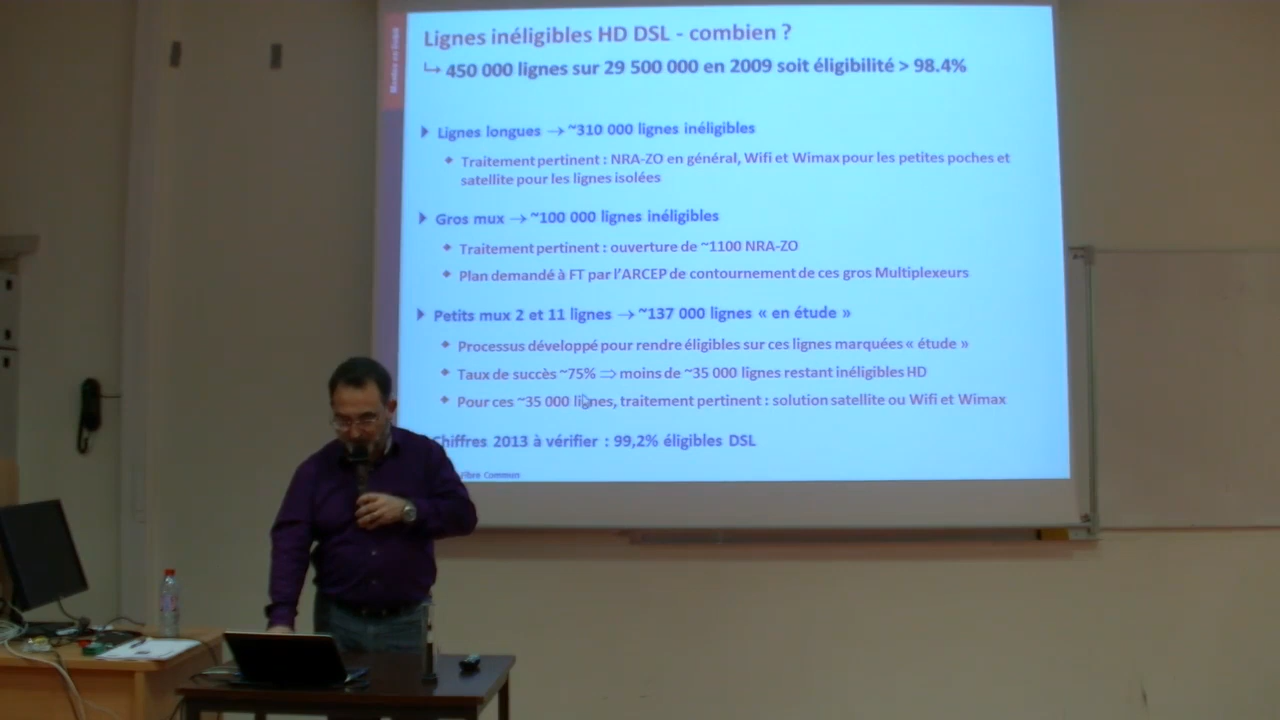 Lignes inéligibles HD DSL - combien ?
↳ 450 000 lignes sur 29 500 000 en 2009 soit éligibilité > 98.4%
Lignes longues → ~310 000 lignes inéligibles
Traitement pertinent : NRA-ZO en général, Wifi et Wimax pour les petites poches et
satellite pour les lignes isolées
Gros mux → ~100 000 lignes inéligibles
Traitement pertinent : ouverture de ~1100 NRA-ZO
Plan demandé à FT par l'ARCEP de contournement de ces gros Multiplexeurs
Petits mux 2 et 11 lignes → ~137 000 lignes « en étude »
Processus développé pour rendre éligibles sur ces lignes marquées « étude »
Taux de succès ~75% ⇒ moins de ~35 000 lignes restant inéligibles HD
Pour ces ~35 000 lignes, traitement pertinent : solution satellite ou Wifi et Wimax
Chiffres 2013 à vérifier : 99,2% éligibles DSL
Fibre Commun